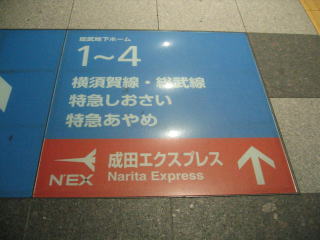 総武地下ホーム
1～4
横須賀線・総武線
特急しおさい
特急あやめ
成田エクスプレス
N'EX Narita Express